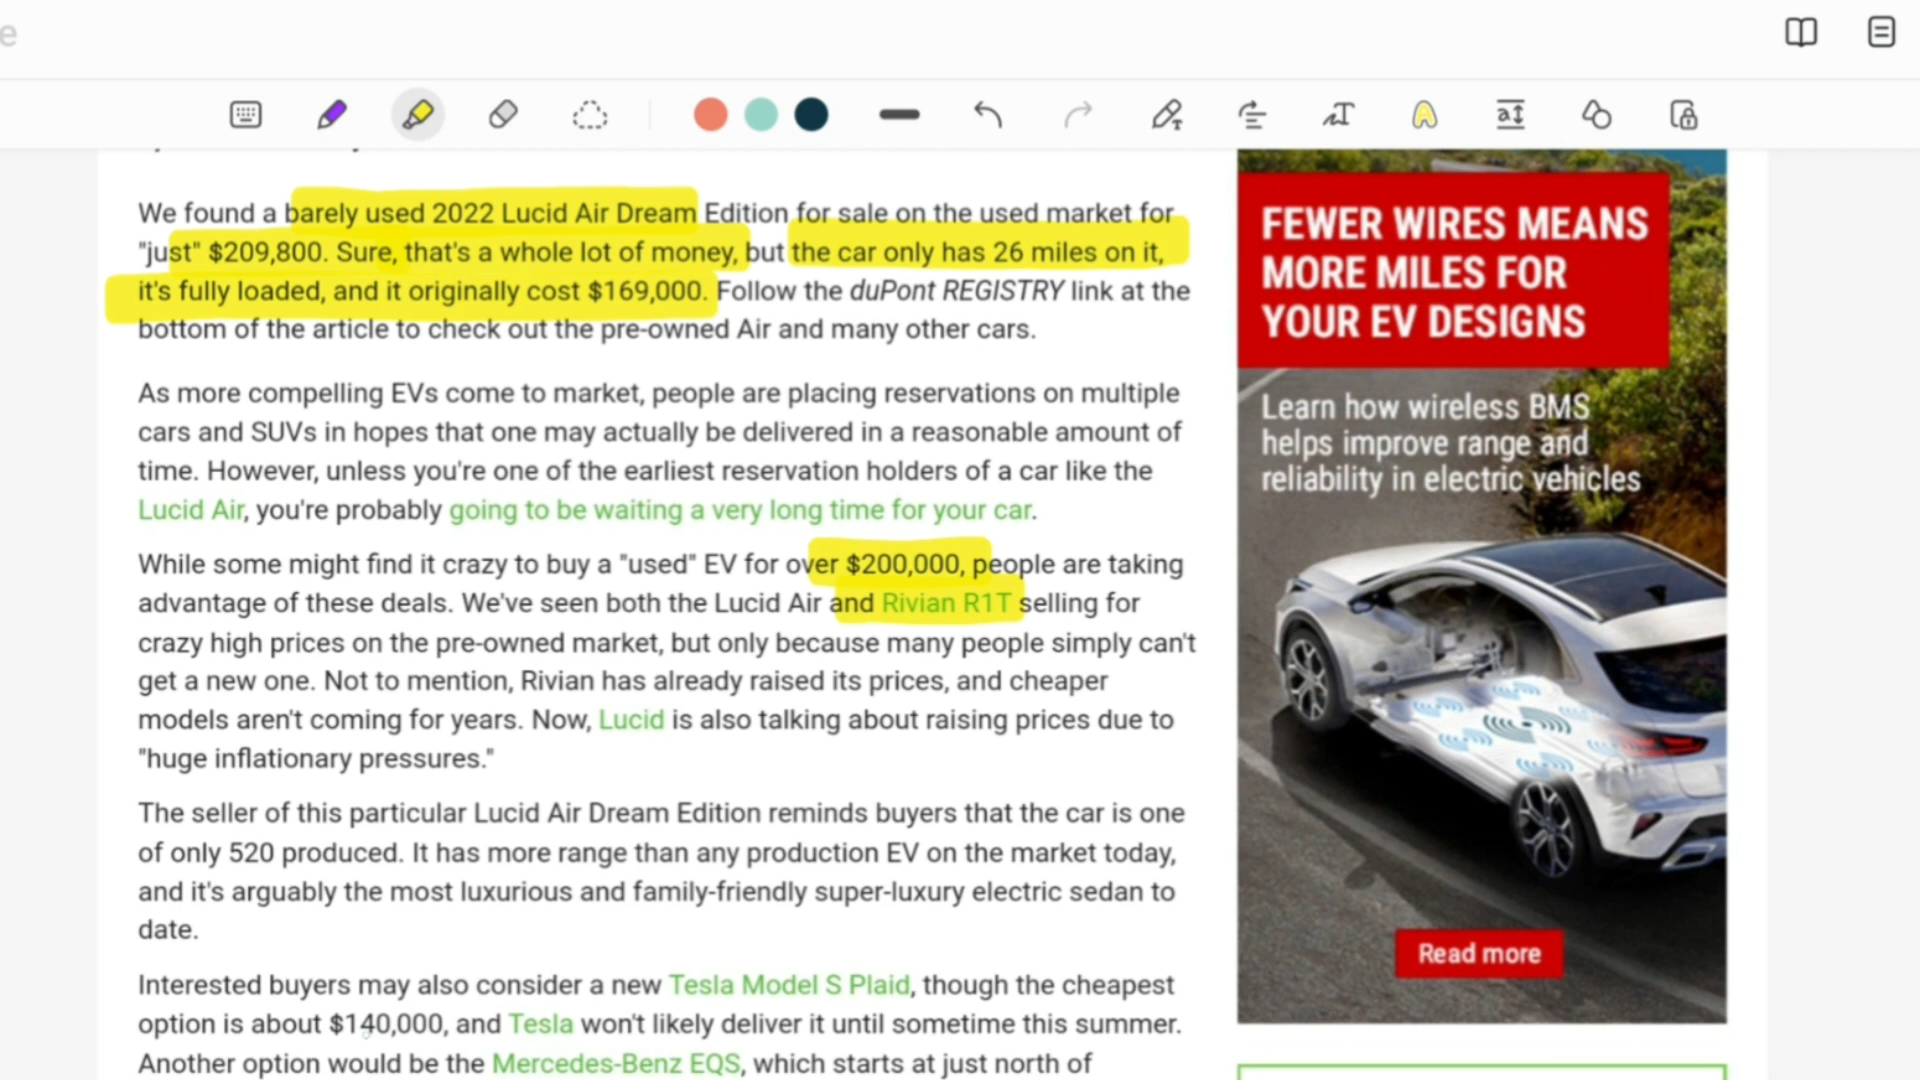 e
We found a barely used 2022 Lucid Air Dream Edition for sale on the used market for
"just" $209,800. Sure, that's a whole lot of money, but the car only has 26 miles on it,
it's fully loaded, and it originally cost $169,000. Follow the duPont REGISTRY link at the
bottom of the article to check out the pre-owned Air and many other cars.
As more compelling EVs come to market, people are placing reservations on multiple
cars and SUVs in hopes that one may actually be delivered in a reasonable amount of
time. However, unless you're one of the earliest reservation holders of a car like the
Lucid Air, you're probably going to be waiting a very long time for your car.
While some might find it crazy to buy a "used" EV for over $200,000, people are taking
advantage of these deals. We've seen both the Lucid Air and Rivian R1T selling for
crazy high prices on the pre-owned market, but only because many people simply can't
get a new one. Not to mention, Rivian has already raised its prices, and cheaper
models aren't coming for years. Now, Lucid is also talking about raising prices due to
"huge inflationary pressures."
The seller of this particular Lucid Air Dream Edition reminds buyers that the car is one
of only 520 produced. It has more range than any production EV on the market today,
and it's arguably the most luxurious and family-friendly super-luxury electric sedan to
date.
Interested buyers may also consider a new Tesla Model S Plaid, though the cheapest
option is about $140,000, and Tesla won't likely deliver it until sometime this summer.
Another option would be the Mercedes-Benz EQS, which starts at just north of
FEWER WIRES MEANS
MORE MILES FOR
YOUR EV DESIGNS
Learn how wireless BMS
helps improve range and
reliability in electric vehicles
Read more